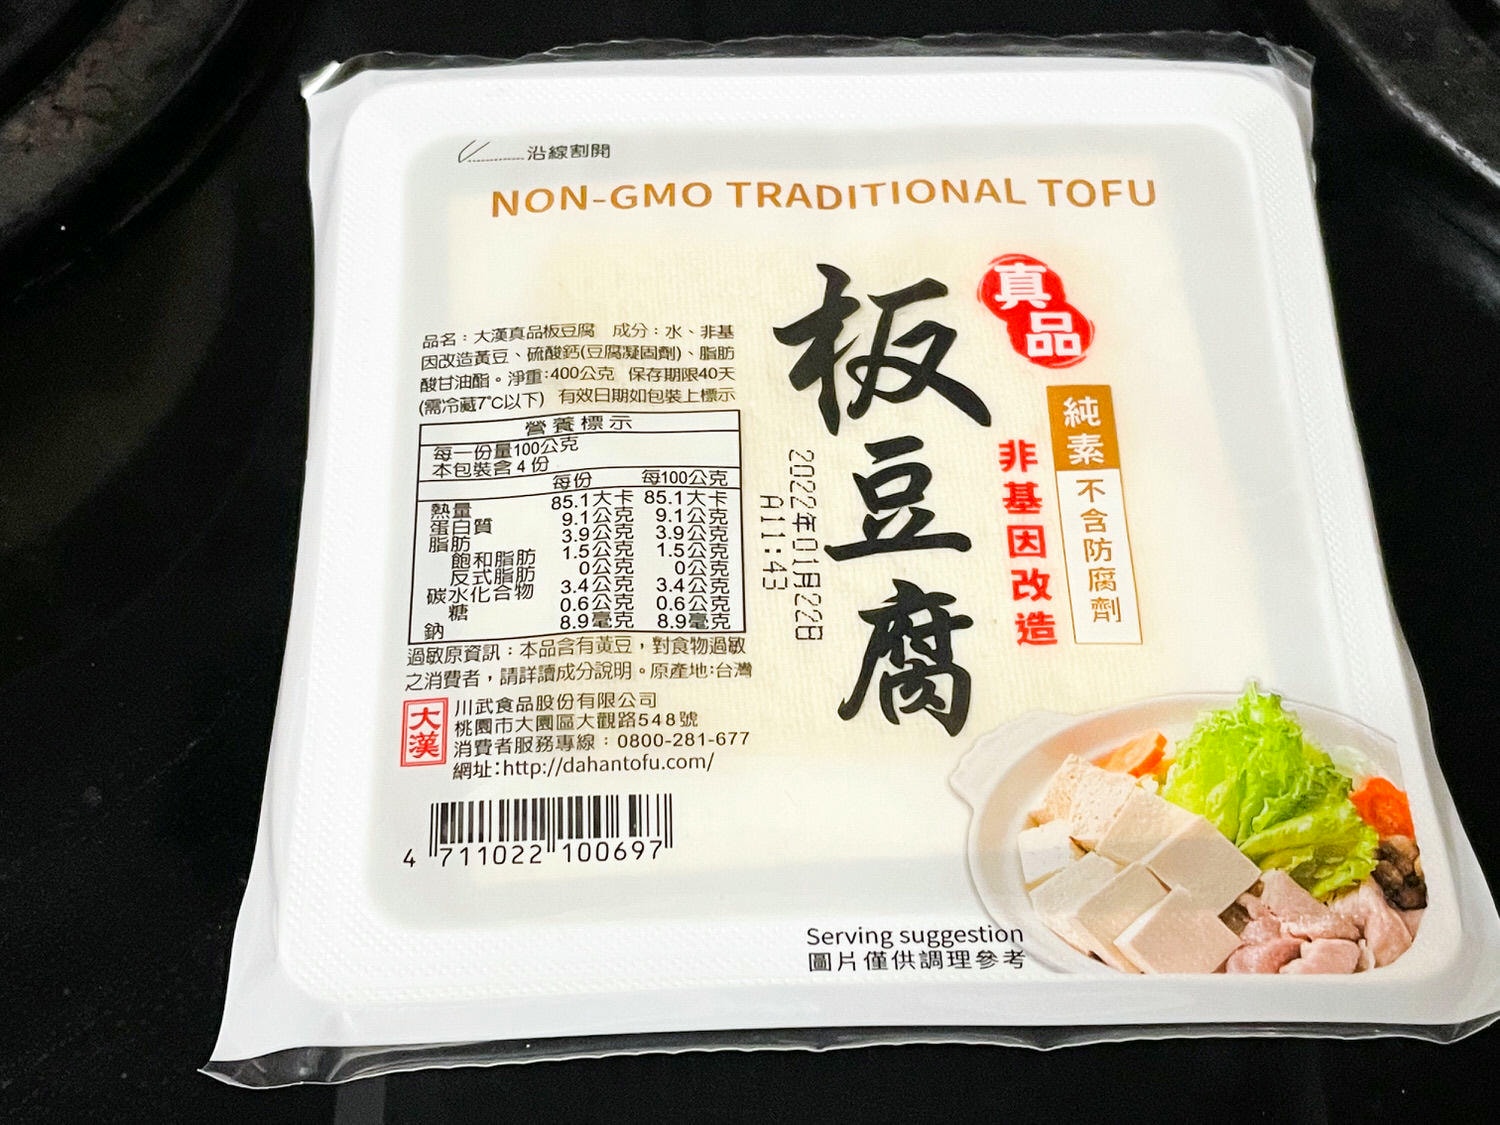 沿線割開
NON-GMO TRADITIONAL TOFU
真品
板豆腐
純素
不含防腐劑
非基因改造
品名：大漢真品板豆腐 成分：水、非基
因改造黃豆、硫酸鈣(豆腐凝固劑)、脂肪
酸甘油酯。淨重:400公克 保存期限40天
(需冷藏7°C以下) 有效日期如包裝上標示
營養標示
每一份量100公克
本包裝含4份
每份 每100公克
熱量 85.1大卡 85.1大卡
蛋白質 9.1公克 9.1公克
脂肪 3.9公克 3.9公克
飽和脂肪 1.5公克 1.5公克
反式脂肪 0公克 0公克
碳水化合物 3.4公克 3.4公克
糖 0.6公克 0.6公克
鈉 8.9毫克 8.9毫克
過敏原資訊：本品含有黃豆，對食物過敏
之消費者，請詳讀成分說明。原產地:台灣
大漢
川武食品股份有限公司
桃園市大園區大觀路548號
消費者服務專線：0800-281-677
網址:http://dahantofu.com/
2022年01月22日
A11:43
4 711022 100697
Serving suggestion
圖片僅供調理參考